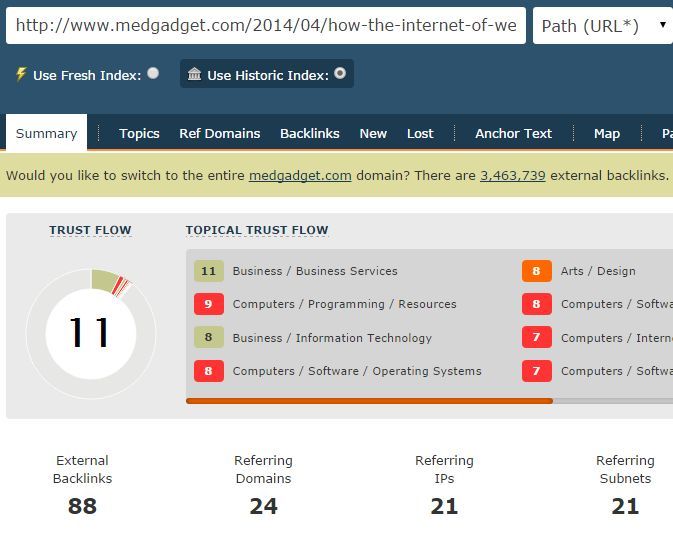 http://www.medgadget.com/2014/04/how-the-internet-of-we
Path (URL*)
Use Fresh Index:
Use Historic Index:
Summary Topics Ref Domains Backlinks New Lost Anchor Text Map
Would you like to switch to the entire medgadget.com domain? There are 3,463,739 external backlinks.
TRUST FLOW
11
TOPICAL TRUST FLOW
11 Business / Business Services
8 Arts / Design
9 Computers / Programming / Resources
8 Computers / Softwa
8 Business / Information Technology
7 Computers / Intern
8 Computers / Software / Operating Systems
7 Computers / Softwa
External
Backlinks
88
Referring
Domains
24
Referring
IPs
21
Referring
Subnets
21